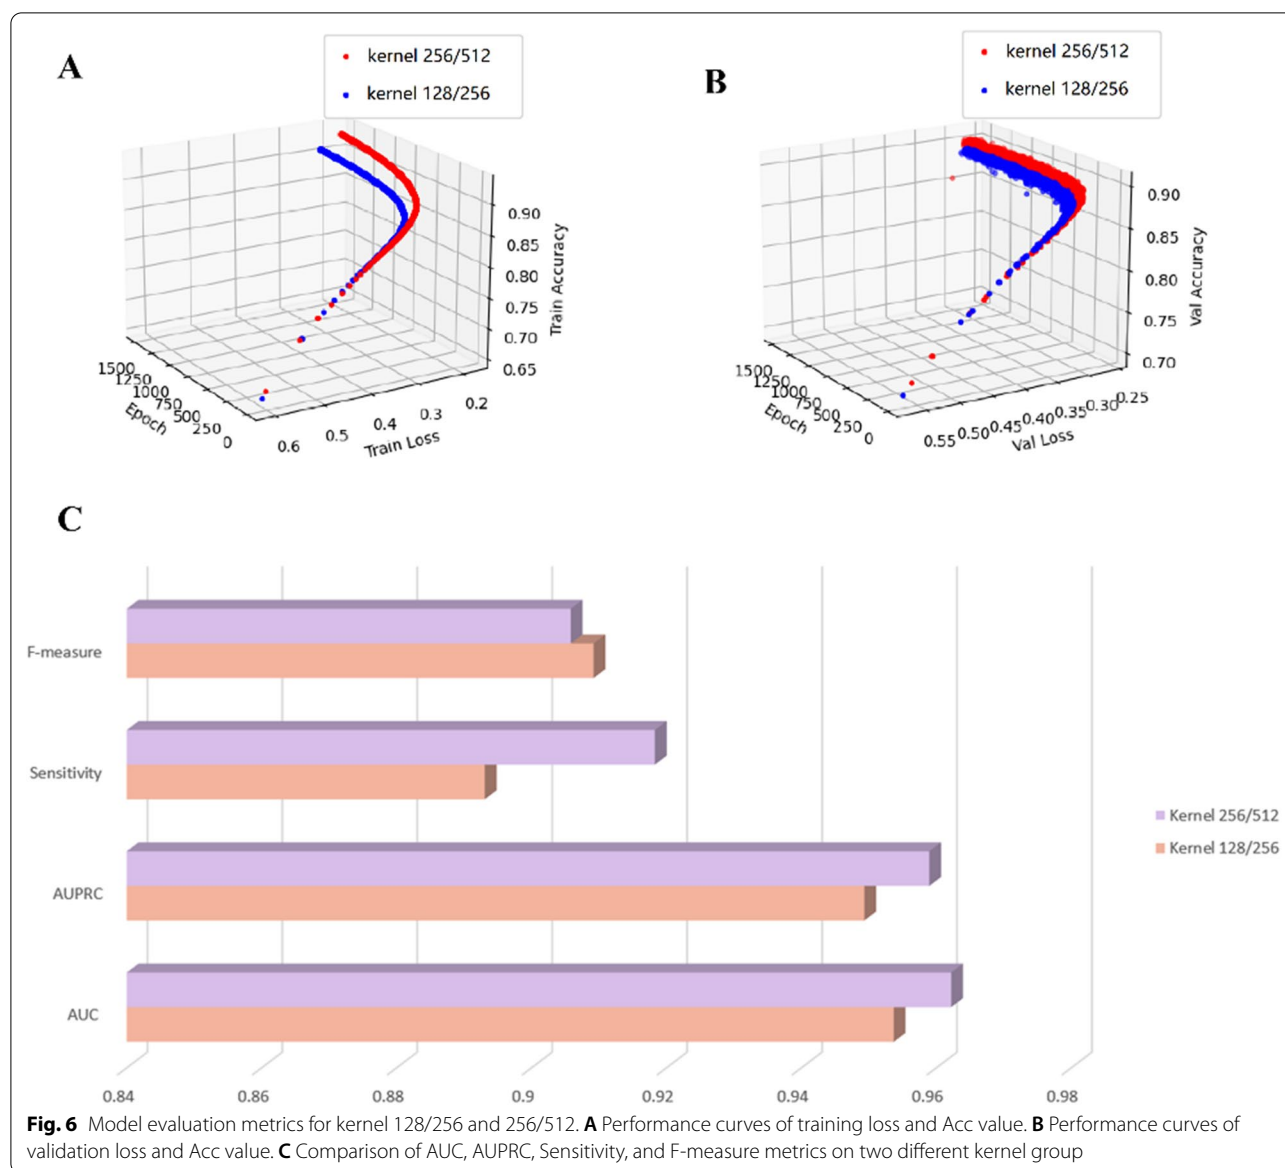 A
kernel 256/512
kernel 128/256
0.90
0.85
0.80
0.75
0.70
0.65
Train Accuracy
1500
1250
1000
750
500
250
0
Epoch
0.6
0.5
0.4
0.3
0.2
Train Loss
B
kernel 256/512
kernel 128/256
0.90
0.85
0.80
0.75
0.70
Val Accuracy
1500
1250
1000
750
500
250
0
Epoch
0.55
0.50
0.45
0.40
0.35
0.30
0.25
Val Loss
C
F-measure
Sensitivity
AUPRC
AUC
Kernel 256/512
Kernel 128/256
0.84 0.86 0.88 0.9 0.92 0.94 0.96 0.98
Fig. 6 Model evaluation metrics for kernel 128/256 and 256/512. A Performance curves of training loss and Acc value. B Performance curves of
validation loss and Acc value. C Comparison of AUC, AUPRC, Sensitivity, and F-measure metrics on two different kernel group